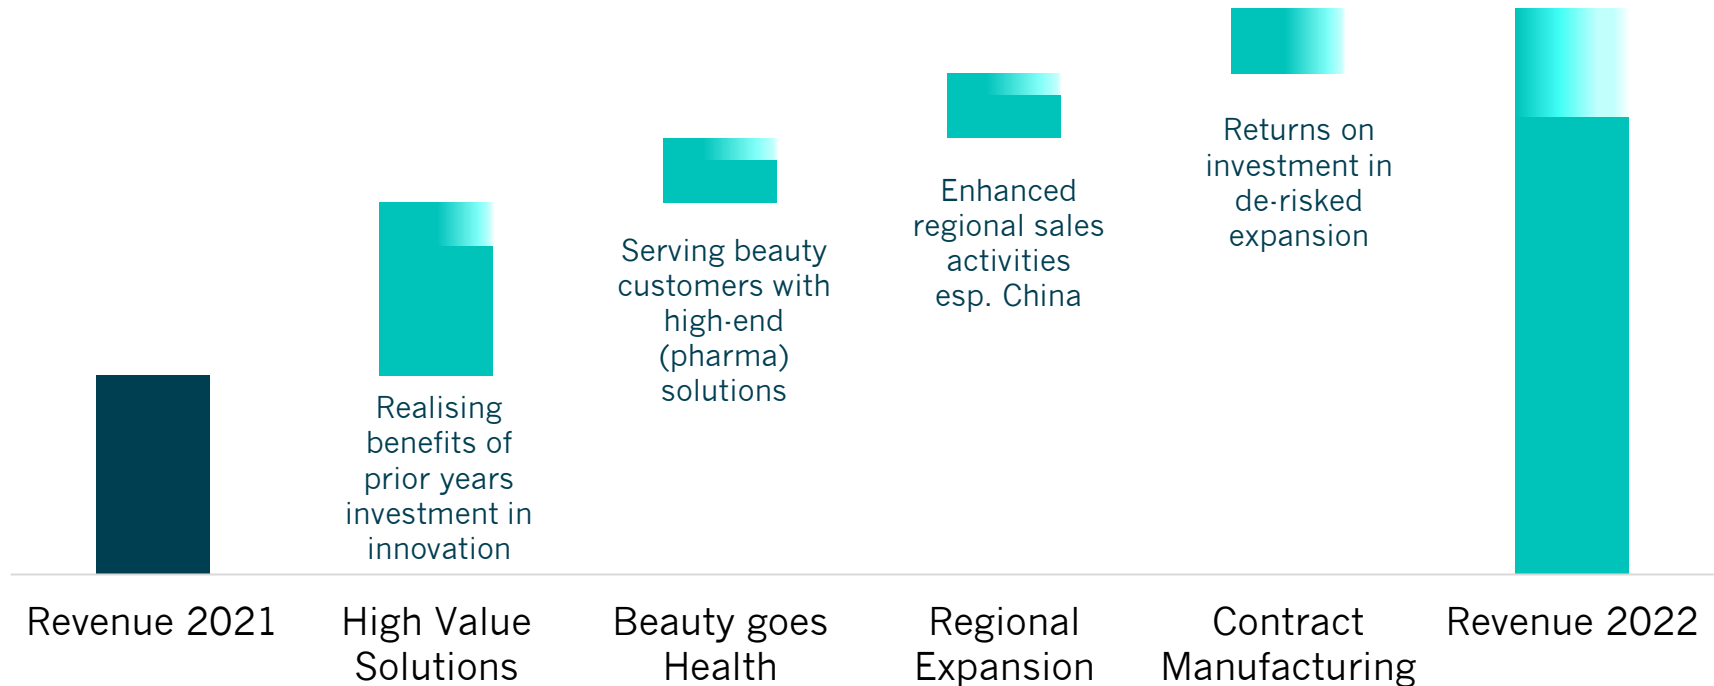 Realising
benefits of
prior years
investment in
innovation
Serving beauty
customers with
high-end
(pharma)
solutions
Enhanced
regional sales
activities
esp. China
Returns on
investment in
de-risked
expansion
Revenue 2021
High Value
Solutions
Beauty goes
Health
Regional
Expansion
Contract
Manufacturing
Revenue 2022